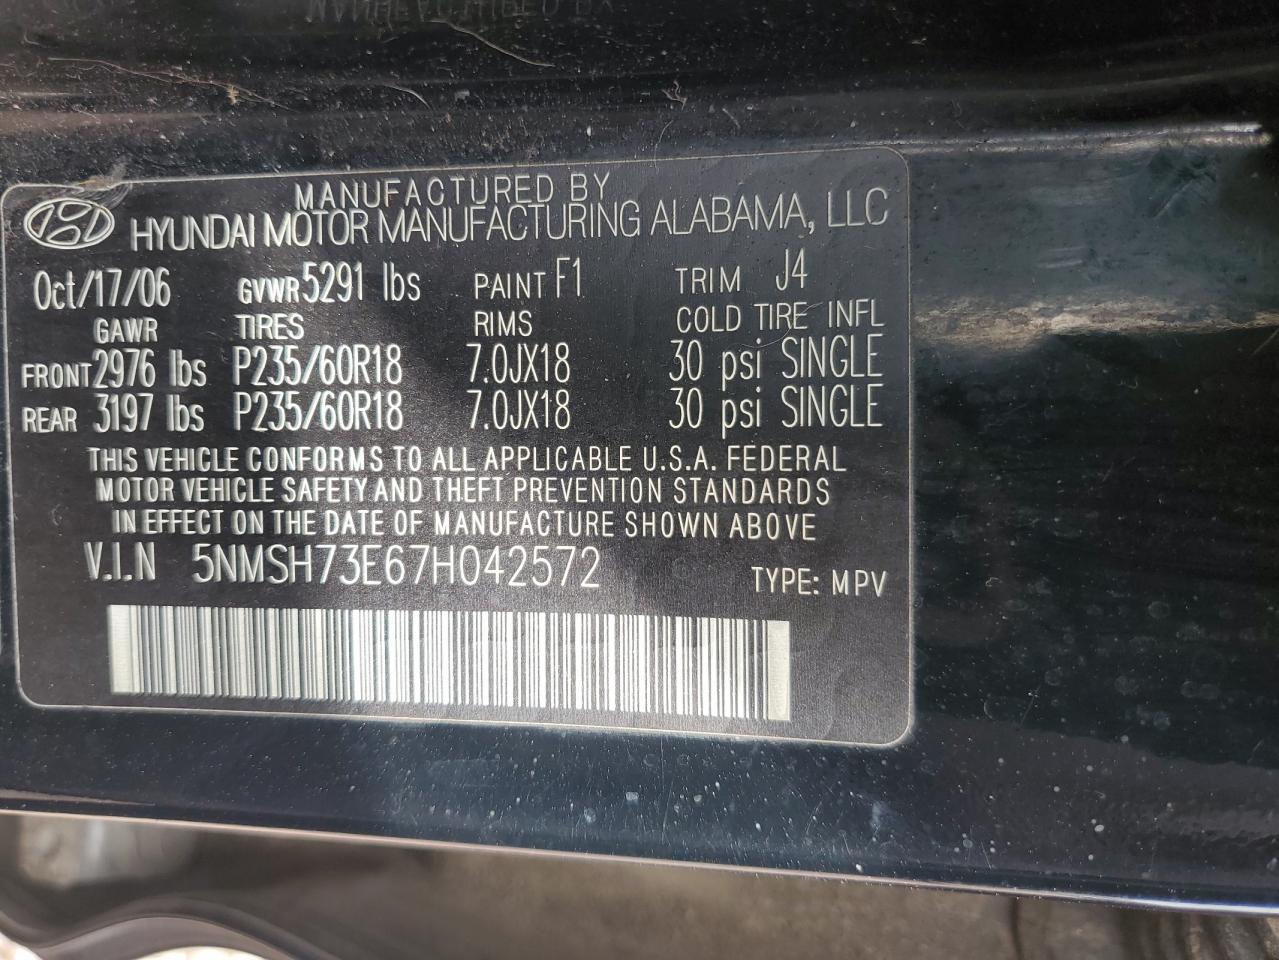 MANUFACTURED BY
HYUNDAI MOTOR MANUFACTURING ALABAMA, LLC
Oct/17/06 GVWR 5291 lbs PAINT F1 TRIM J4
GAWR TIRES RIMS COLD TIRE INFL
FRONT 2976 lbs P235/60R18 7.0JX18 30 psi SINGLE
REAR 3197 lbs P235/60R18 7.0JX18 30 psi SINGLE
THIS VEHICLE CONFORMS TO ALL APPLICABLE U.S.A. FEDERAL
MOTOR VEHICLE SAFETY AND THEFT PREVENTION STANDARDS
IN EFFECT ON THE DATE OF MANUFACTURE SHOWN ABOVE
V.I.N 5NMSH73E67H042572 TYPE: MPV